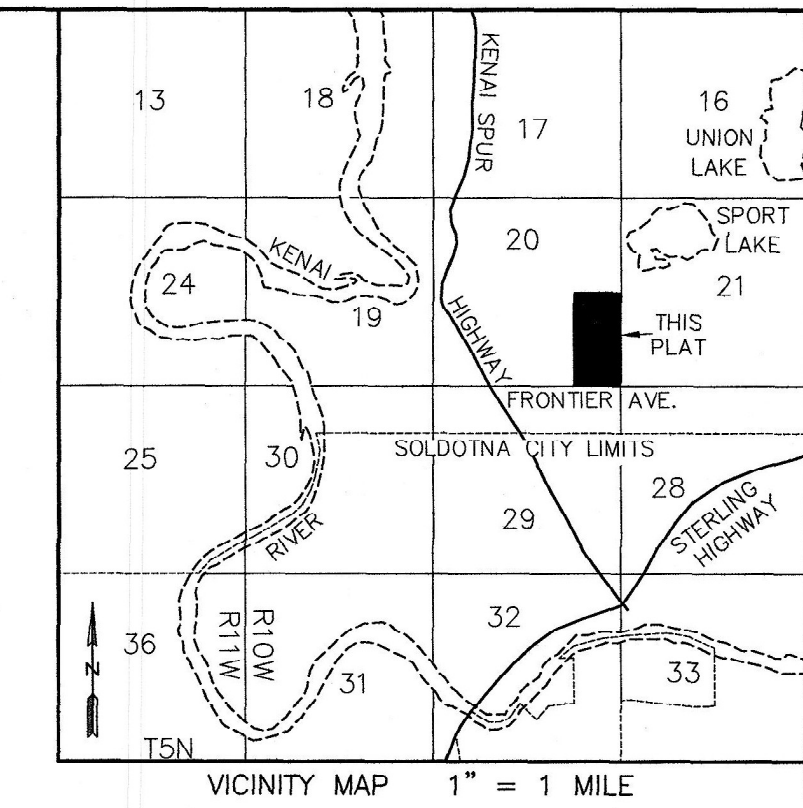 13
18
KENAI SPUR
17
16
UNION
LAKE
SPORT
LAKE
20
21
24
KENAI
19
HIGHWAY
THIS
PLAT
FRONTIER AVE.
SOLDOTNA CITY LIMITS
25
30
RIVER
29
28
STERLING
HIGHWAY
36
R11W
R10W
31
32
33
N
T5N
VICINITY MAP 1" = 1 MILE